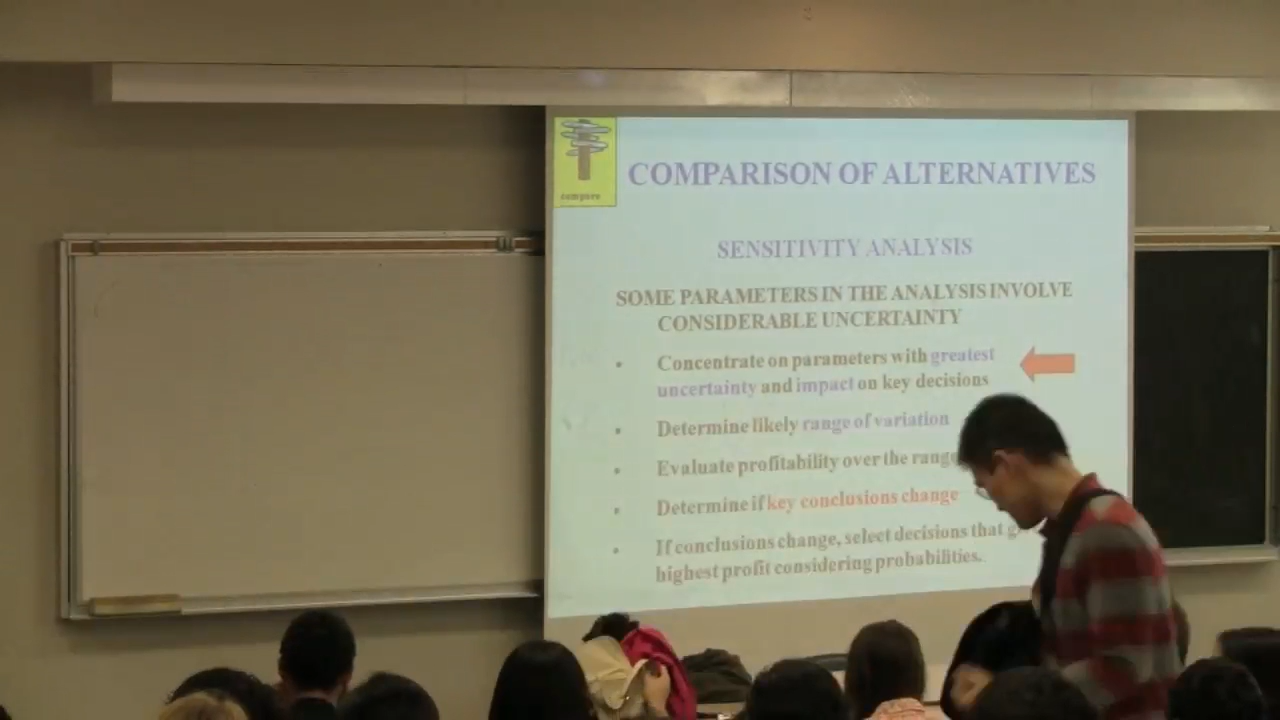 compare
COMPARISON OF ALTERNATIVES
SENSITIVITY ANALYSIS
SOME PARAMETERS IN THE ANALYSIS INVOLVE
CONSIDERABLE UNCERTAINTY
• Concentrate on parameters with greatest
uncertainty and impact on key decisions
• Determine likely range of variation
• Evaluate profitability over the range
• Determine if key conclusions change
• If conclusions change, select decisions that
highest profit considering probabilities.